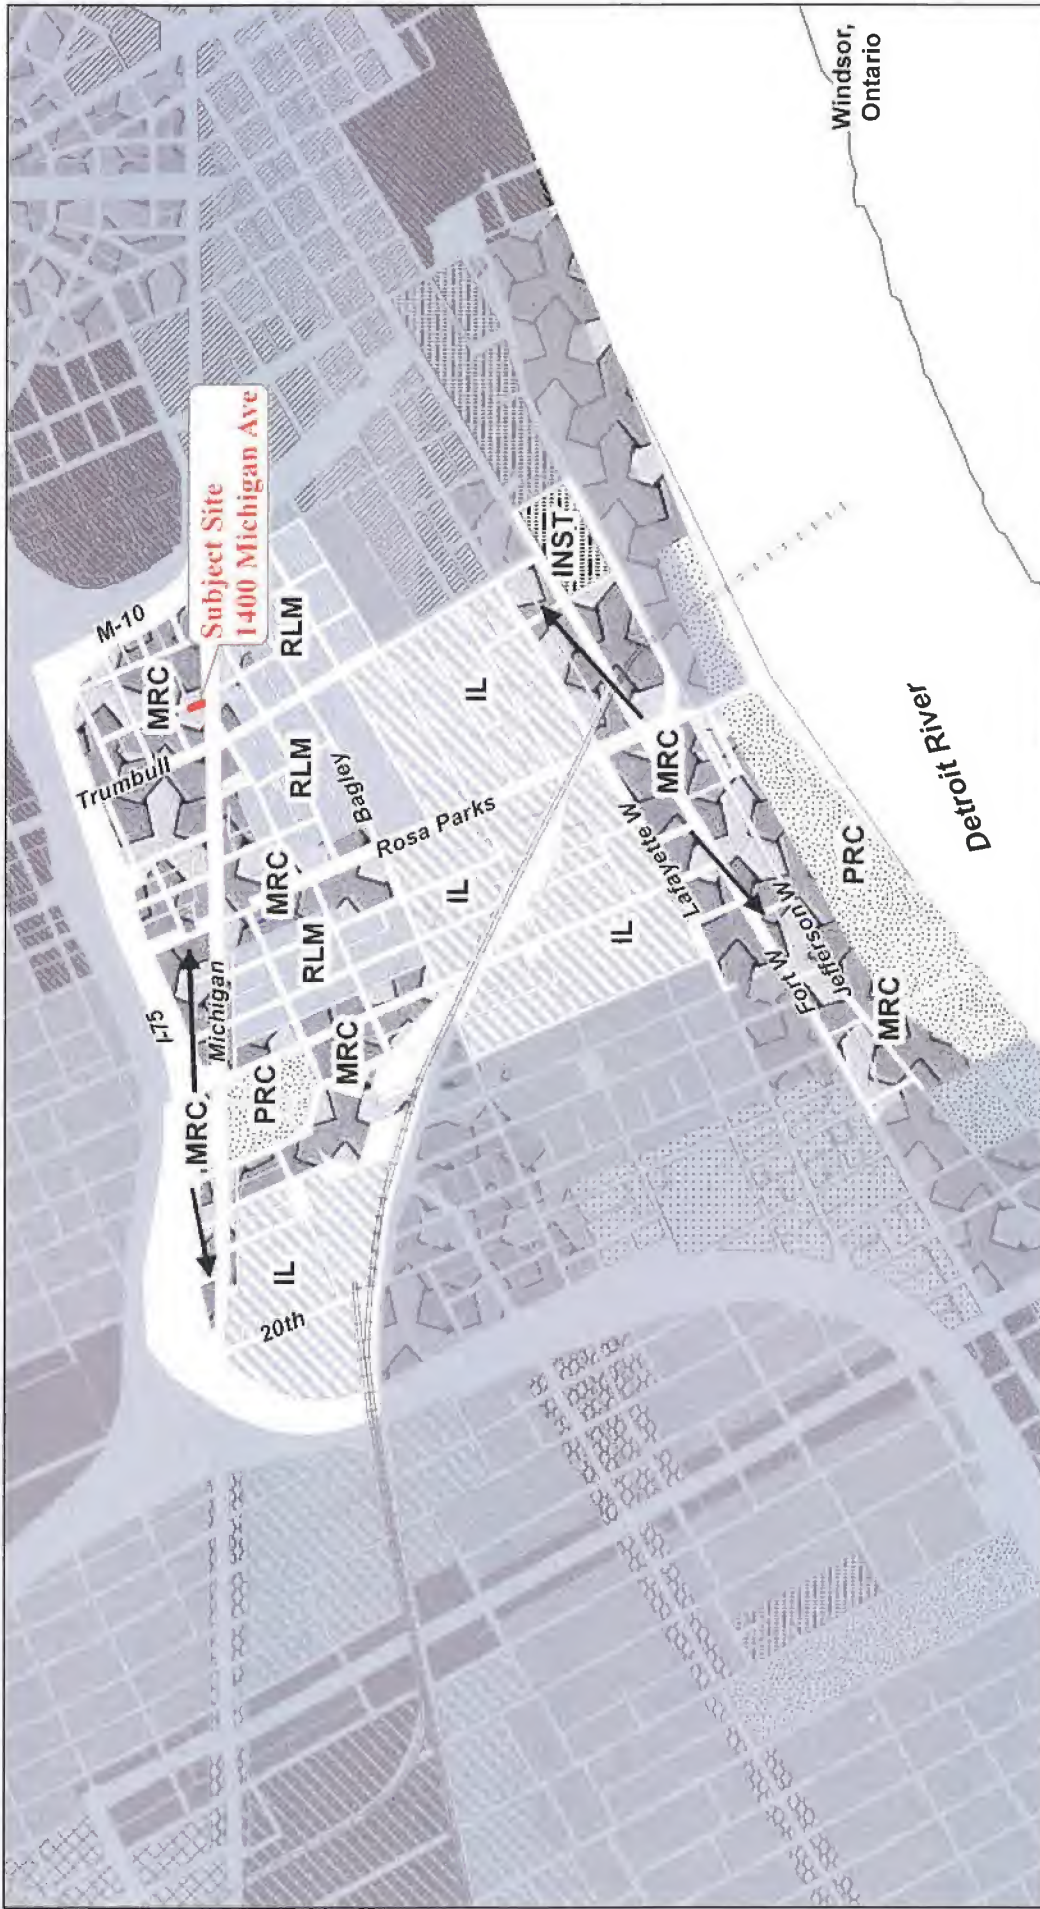 M-10
Subject Site
1400 Michigan Ave
MRC
RLM
Trumbull
RLM
Bagley
Rosa Parks
MRC
RLM
IL
IL
IL
INST
I-75
Michigan
MRC
PRC
MRC
IL
20th
Lafayette W
MRC
Fort W
Jefferson W
MRC
PRC
Detroit River
Windsor,
Ontario